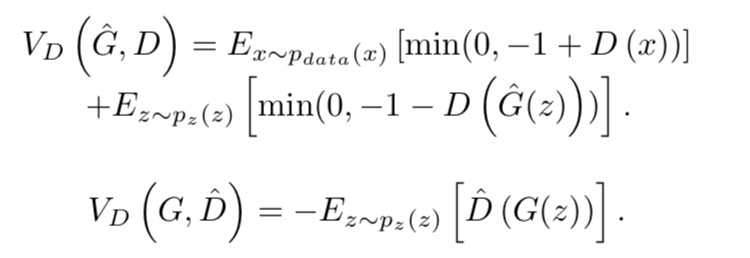 V_D (Ĝ, D) = E_{x∼p_{data}(x)} [min(0, −1 + D (x))]
+E_{z∼p_z(z)} [min(0, −1 − D (Ĝ(z)))] .
V_D (G, D̂) = −E_{z∼p_z(z)} [D̂ (G(z))] .